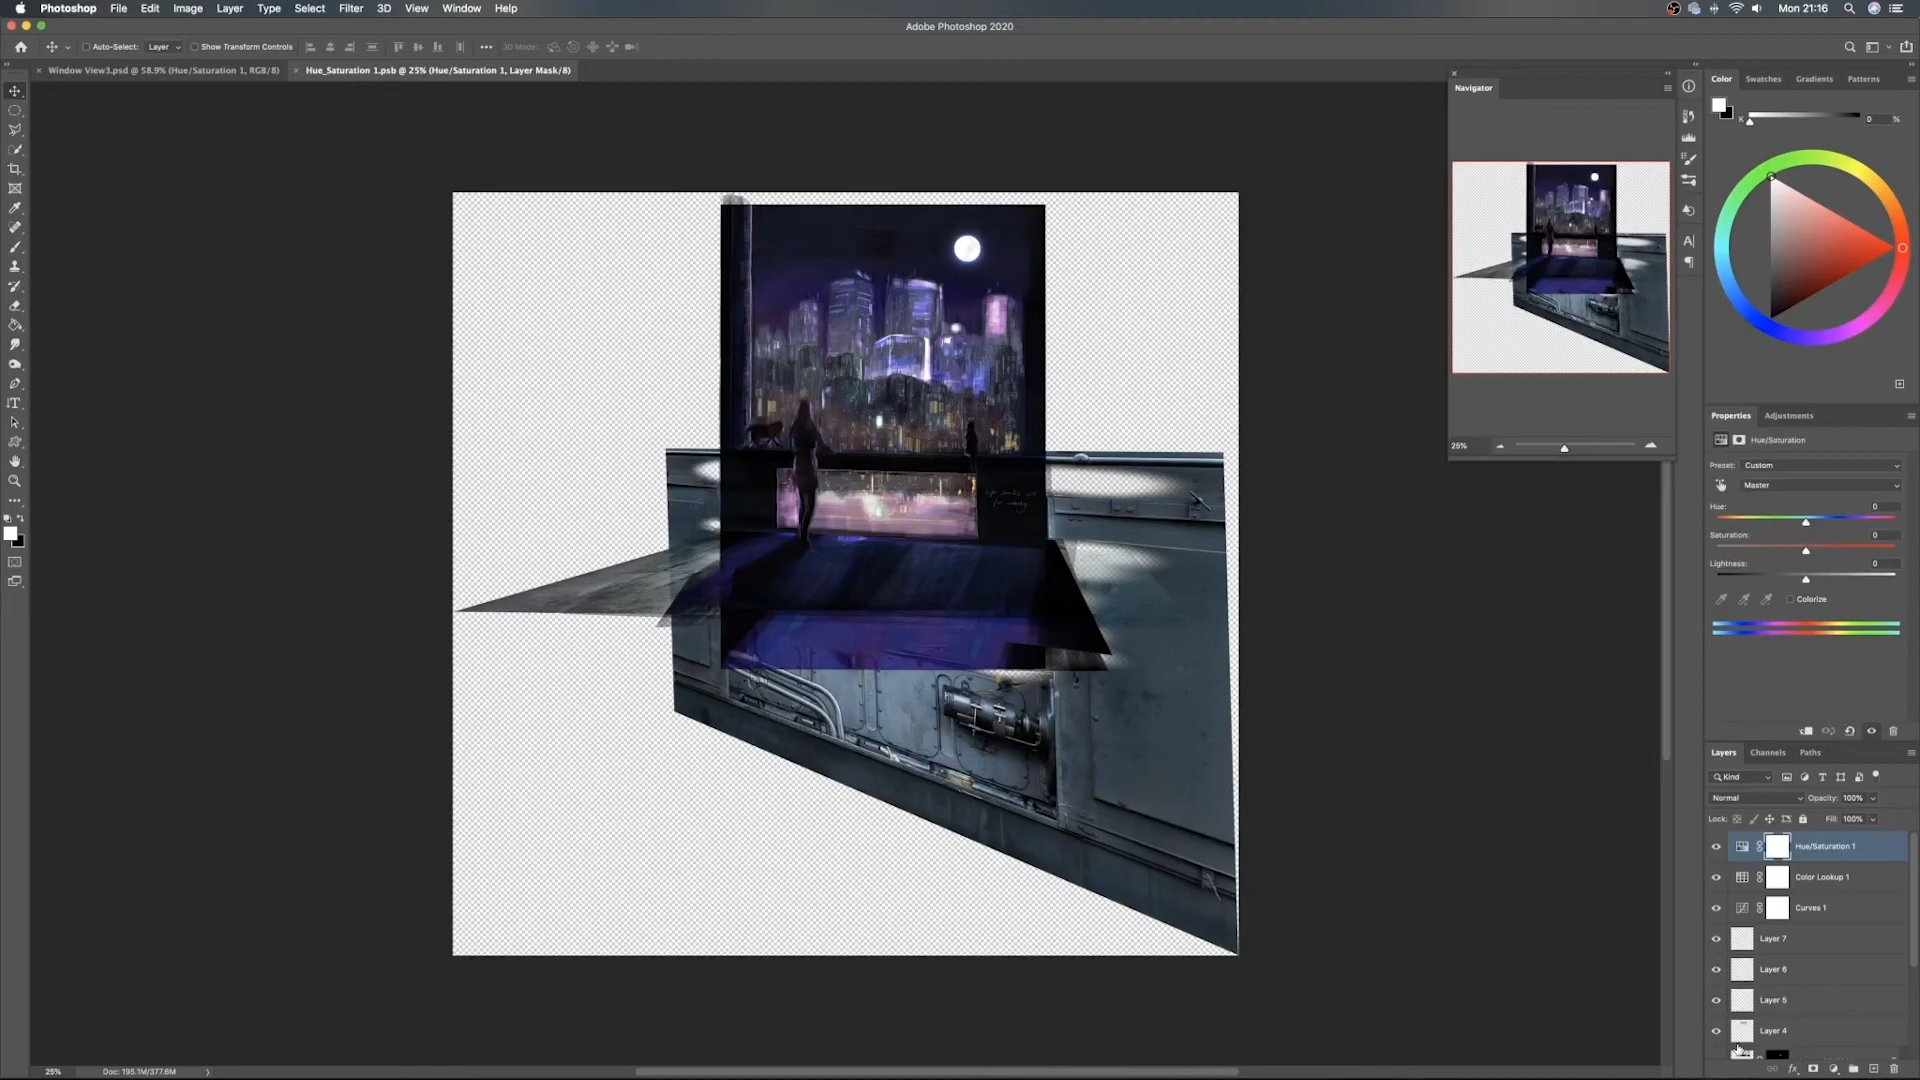 Photoshop File Edit Image Layer Type Select Filter 3D View Window Help
Mon 21:16
Adobe Photoshop 2020
Auto-Select: Layer Show Transform Controls
3D Mode:
Window View3.psd @ 58.9% (Hue/Saturation 1, RGB/8)
Hue_Saturation 1.psb @ 25% (Hue/Saturation 1, Layer Mask/8)
Navigator
25%
Color Swatches Gradients Patterns
K 0 %
Properties Adjustments
Hue/Saturation
Preset: Custom
Master
Hue: 0
Saturation: 0
Lightness: 0
Colorize
Layers Channels Paths
Kind
Normal Opacity: 100%
Lock: Fill: 100%
Hue/Saturation 1
Color Lookup 1
Curves 1
Layer 7
Layer 6
Layer 5
Layer 4
25% Doc: 195.1M/377.6M